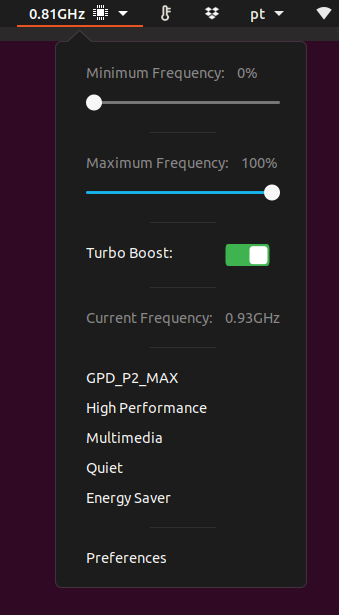 0.81GHz pt
Minimum Frequency: 0%
Maximum Frequency: 100%
Turbo Boost:
Current Frequency: 0.93GHz
GPD_P2_MAX
High Performance
Multimedia
Quiet
Energy Saver
Preferences